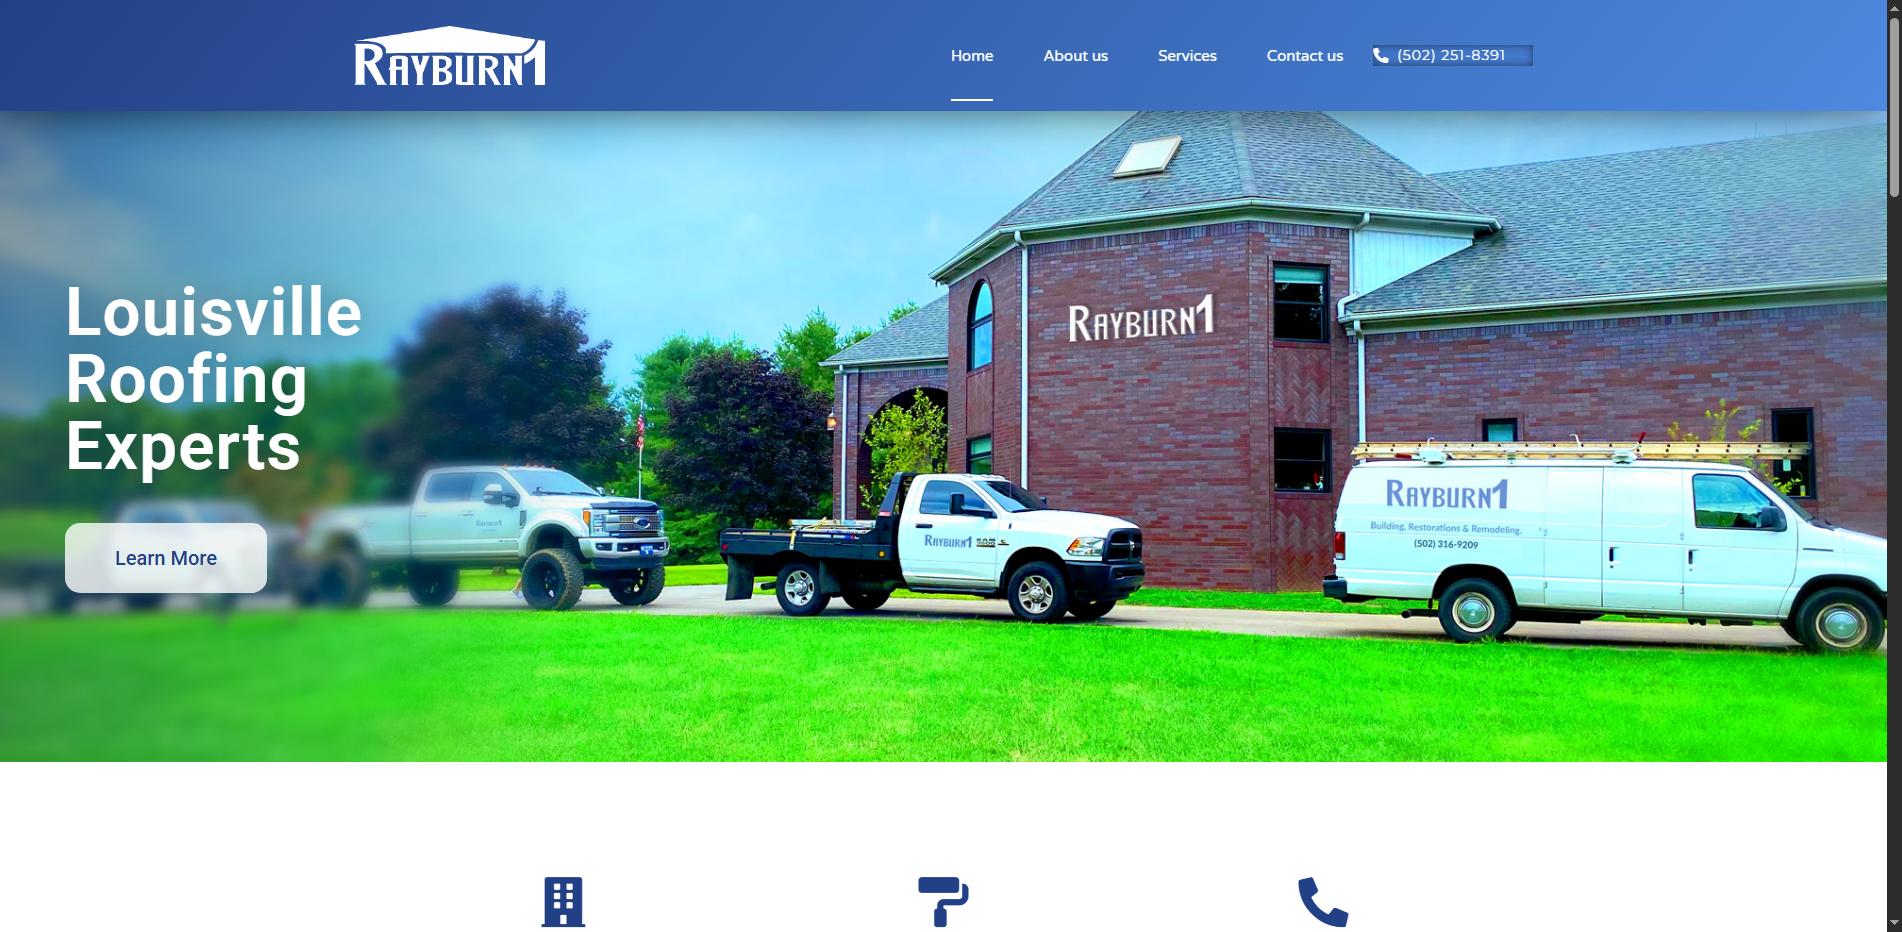 RAYBURN1
Home
About us
Services
Contact us
(502) 251-8391
Louisville
Roofing
Experts
Learn More
RAYBURN1
RAYBURN1
RAYBURN1
RAYBURN1
Building, Restorations & Remodeling.
(502) 316-9209